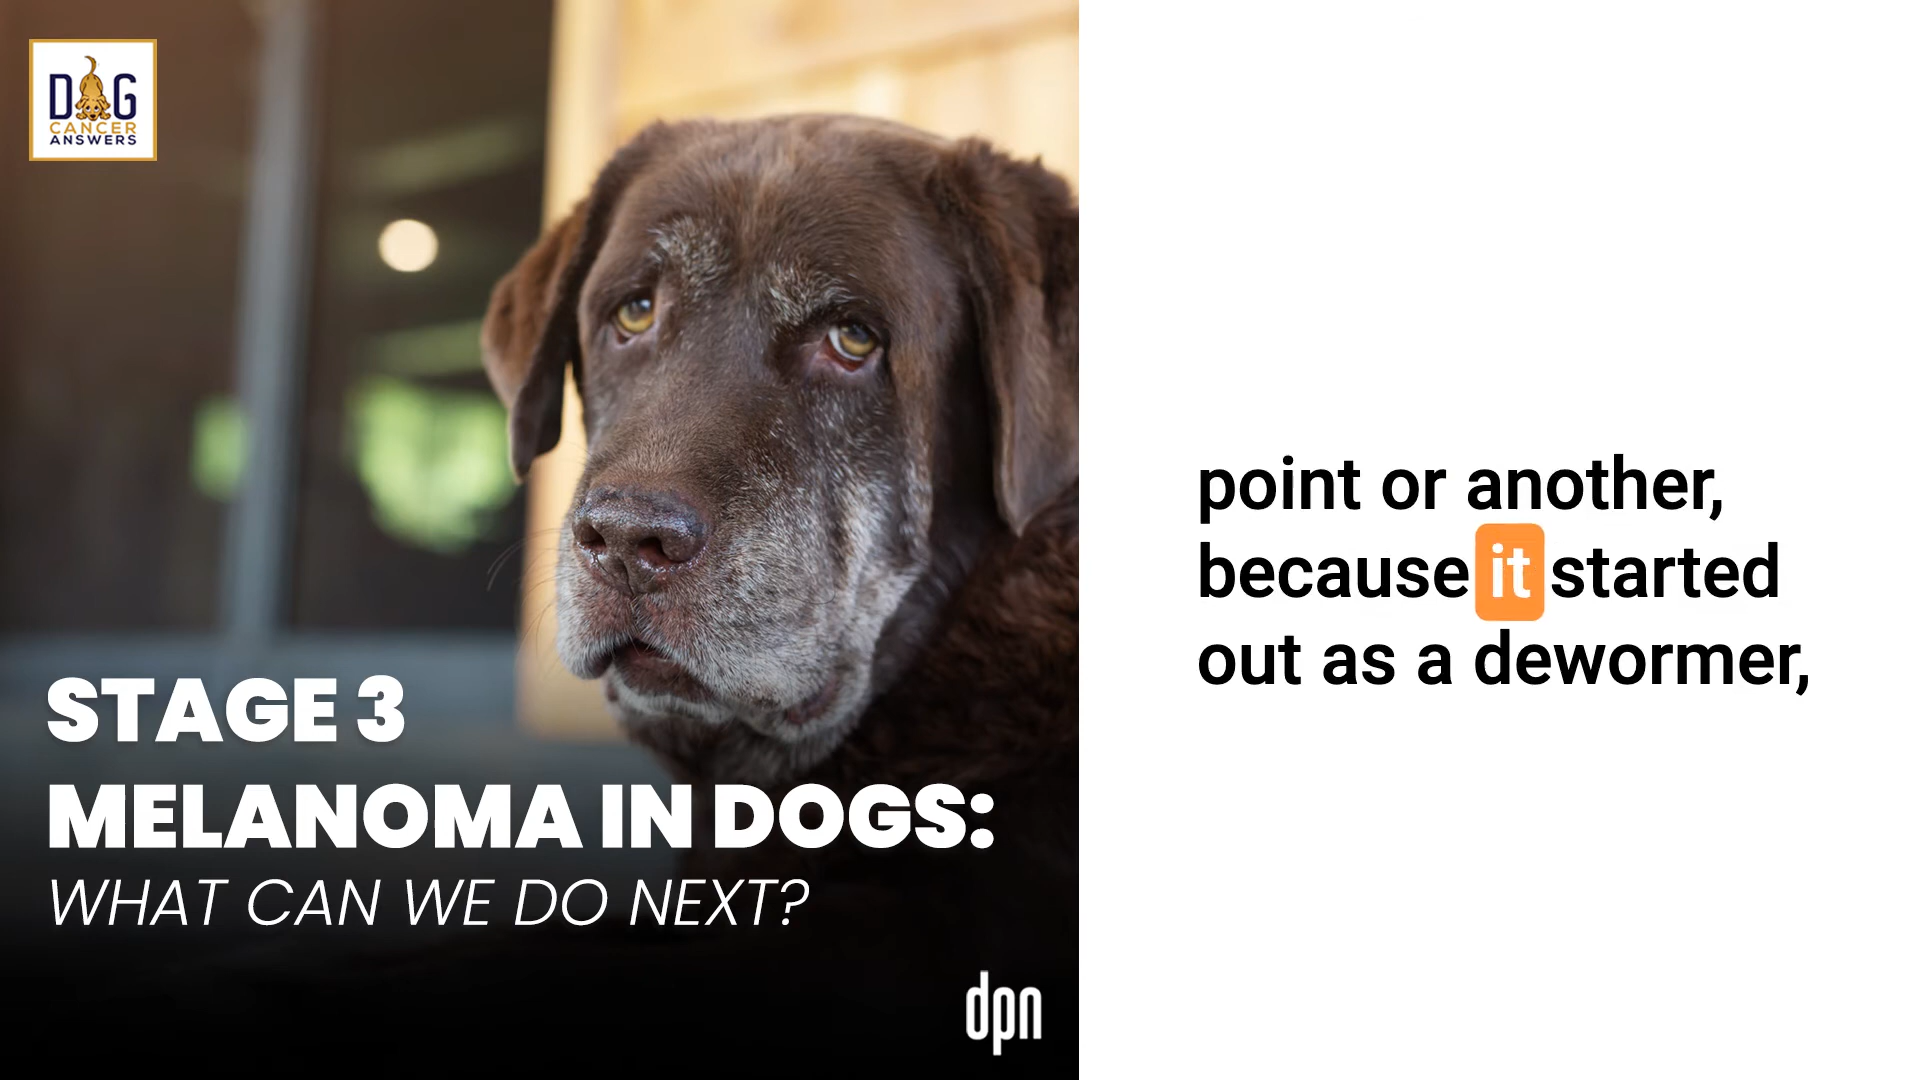 DOG
CANCER
ANSWERS
STAGE 3
MELANOMA IN DOGS:
WHAT CAN WE DO NEXT?
dpn
point or another,
because it started
out as a dewormer,